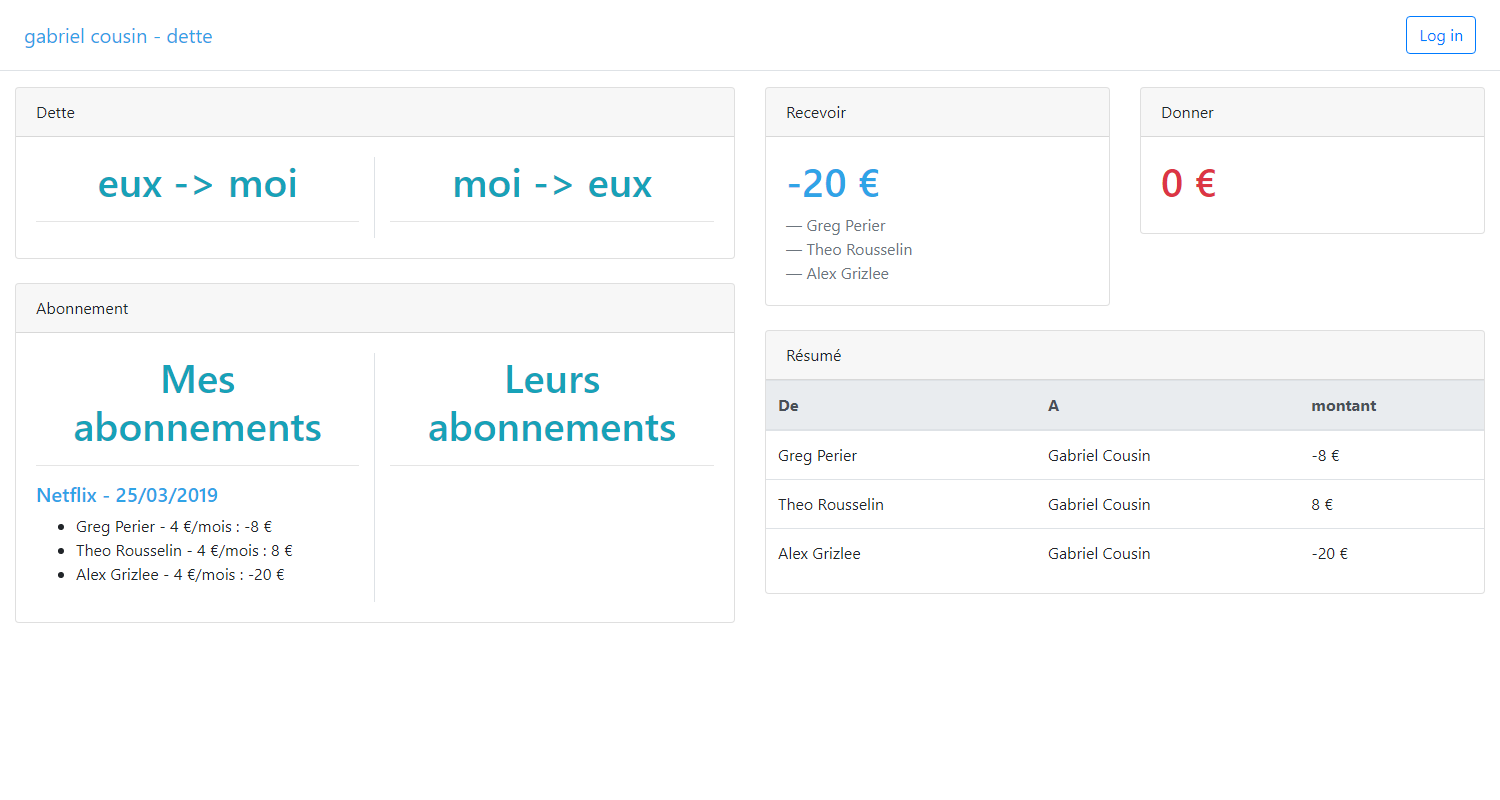 gabriel cousin - dette
Log in
Dette
eux -> moi
moi -> eux
Abonnement
Mes
abonnements
Leurs
abonnements
Netflix - 25/03/2019
Greg Perier - 4 €/mois : -8 €
Theo Rousselin - 4 €/mois : 8 €
Alex Grizlee - 4 €/mois : -20 €
Recevoir
-20 €
— Greg Perier
— Theo Rousselin
— Alex Grizlee
Donner
0 €
Résumé
De A montant
Greg Perier Gabriel Cousin -8 €
Theo Rousselin Gabriel Cousin 8 €
Alex Grizlee Gabriel Cousin -20 €